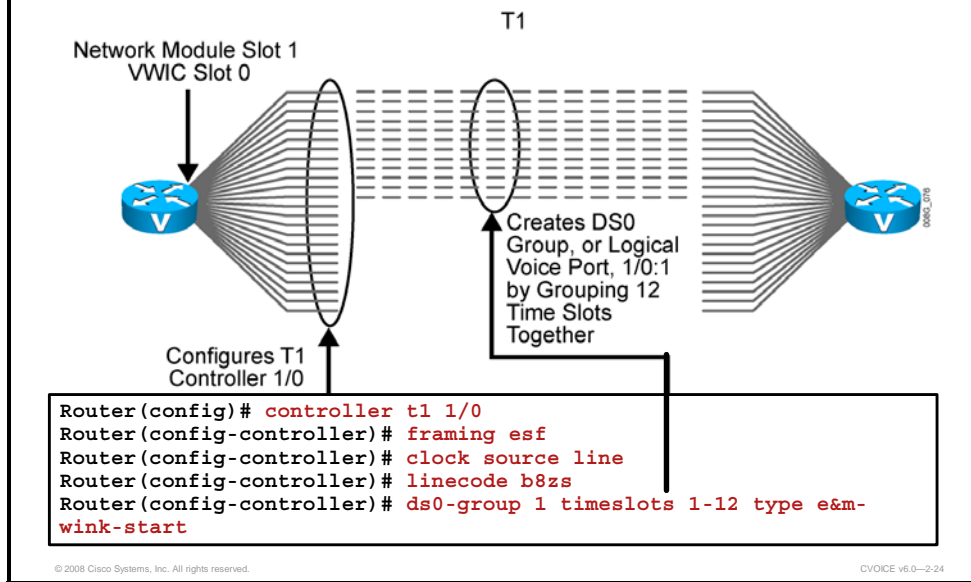 T1
Network Module Slot 1
VWIC Slot 0
V
V
008G_076
Creates DS0
Group, or Logical
Voice Port, 1/0:1
by Grouping 12
Time Slots
Together
Configures T1
Controller 1/0
Router(config)# controller t1 1/0
Router(config-controller)# framing esf
Router(config-controller)# clock source line
Router(config-controller)# linecode b8zs
Router(config-controller)# ds0-group 1 timeslots 1-12 type e&m-
wink-start
© 2008 Cisco Systems, Inc. All rights reserved.
CVOICE v6.0—2-24